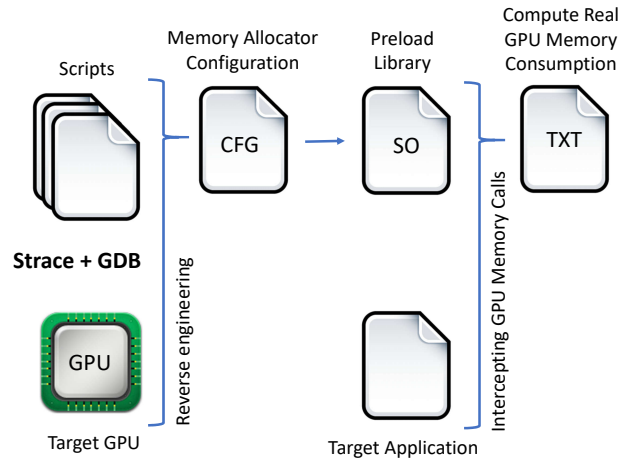 Scripts
Memory Allocator
Configuration
Preload
Library
Compute Real
GPU Memory
Consumption
CFG
SO
TXT
Strace + GDB
Reverse engineering
Intercepting GPU Memory Calls
GPU
Target GPU
Target Application